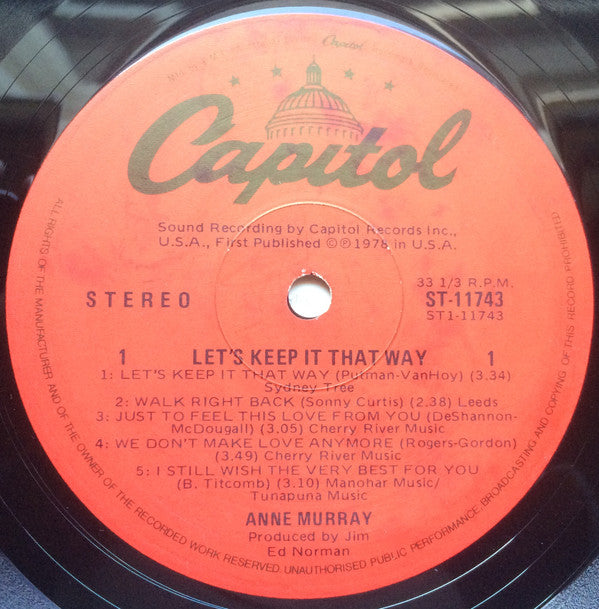 Capitol
Capitol
Sound Recording by Capitol Records Inc.,
U.S.A., First Published ©℗1978 in U.S.A.
STEREO
33 1/3 R.P.M.
ST-11743
ST1-11743
1 LET'S KEEP IT THAT WAY 1
1: LET'S KEEP IT THAT WAY (Putman-VanHoy) (3.34)
Sydney Tree
2: WALK RIGHT BACK (Sonny Curtis) (2.38) Leeds
3: JUST TO FEEL THIS LOVE FROM YOU (DeShannon-
McDougall) (3.05) Cherry River Music
4: WE DON'T MAKE LOVE ANYMORE (Rogers-Gordon)
(3.49) Cherry River Music
5: I STILL WISH THE VERY BEST FOR YOU
(B. Titcomb) (3.10) Manohar Music/
Tunapuna Music
ANNE MURRAY
Produced by Jim
Ed Norman
ALL RIGHTS OF THE MANUFACTURER AND OF THE OWNER OF THE RECORDED WORK RESERVED. UNAUTHORISED PUBLIC PERFORMANCE, BROADCASTING AND COPYING OF THIS RECORD PROHIBITED